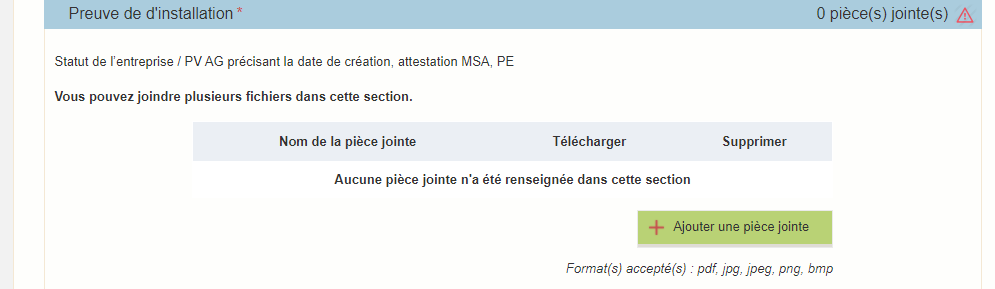 Preuve de d'installation * 0 pièce(s) jointe(s)
Statut de l'entreprise / PV AG précisant la date de création, attestation MSA, PE
Vous pouvez joindre plusieurs fichiers dans cette section.
Nom de la pièce jointe Télécharger Supprimer
Aucune pièce jointe n'a été renseignée dans cette section
Ajouter une pièce jointe
Format(s) accepté(s) : pdf, jpg, jpeg, png, bmp